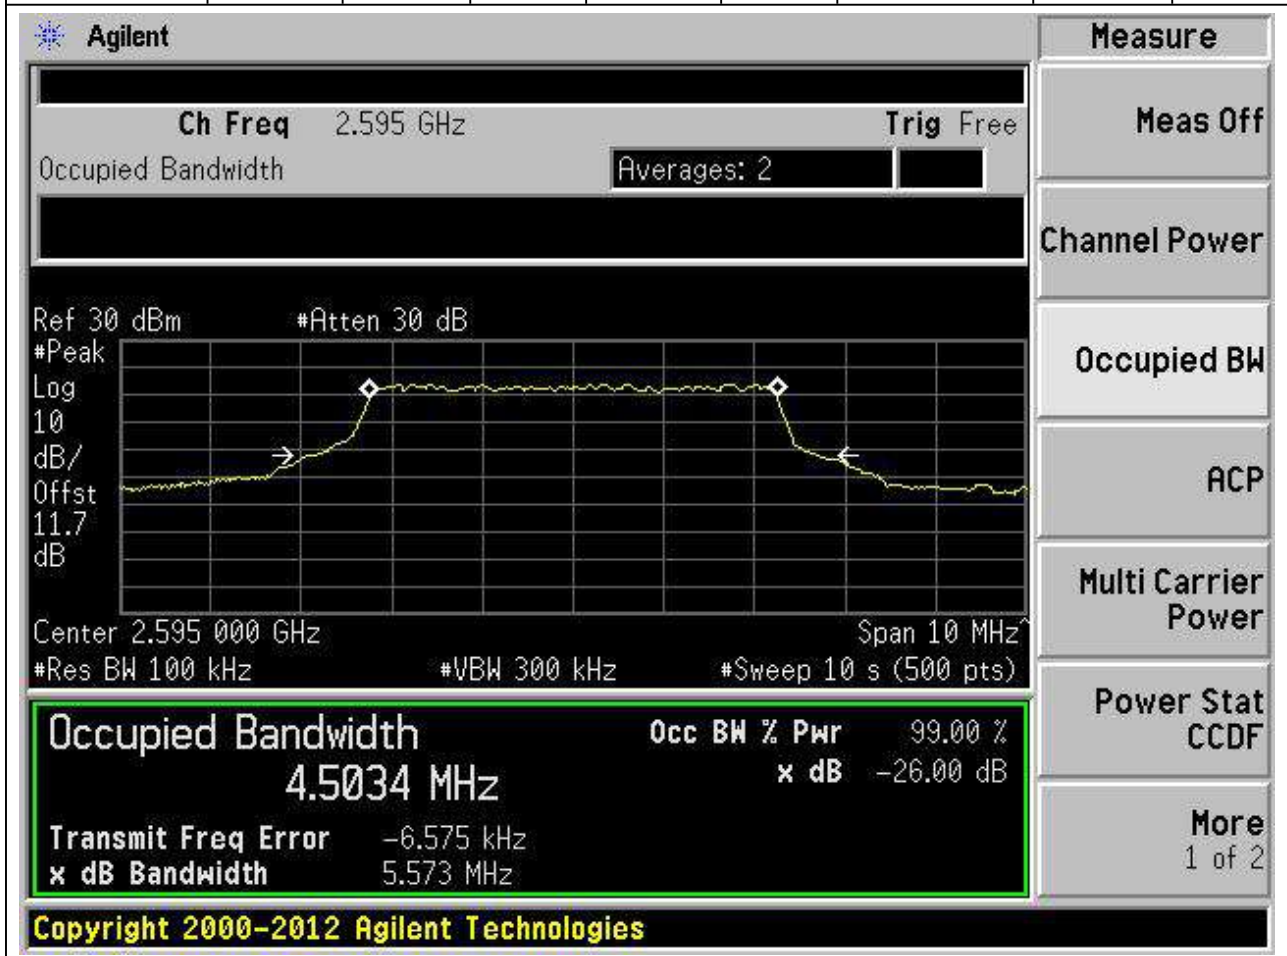 Agilent
Measure
Ch Freq 2.595 GHz Trig Free
Meas Off
Occupied Bandwidth Averages: 2
Channel Power
Ref 30 dBm #Atten 30 dB
#Peak
Log
10
dB/
Offst
11.7
dB
Occupied BW
ACP
Center 2.595 000 GHz Span 10 MHz^
#Res BW 100 kHz #VBW 300 kHz #Sweep 10 s (500 pts)
Multi Carrier
Power
Occupied Bandwidth Occ BW % Pwr 99.00 %
4.5034 MHz x dB -26.00 dB
Transmit Freq Error -6.575 kHz
x dB Bandwidth 5.573 MHz
Power Stat
CCDF
More
1 of 2
Copyright 2000-2012 Agilent Technologies